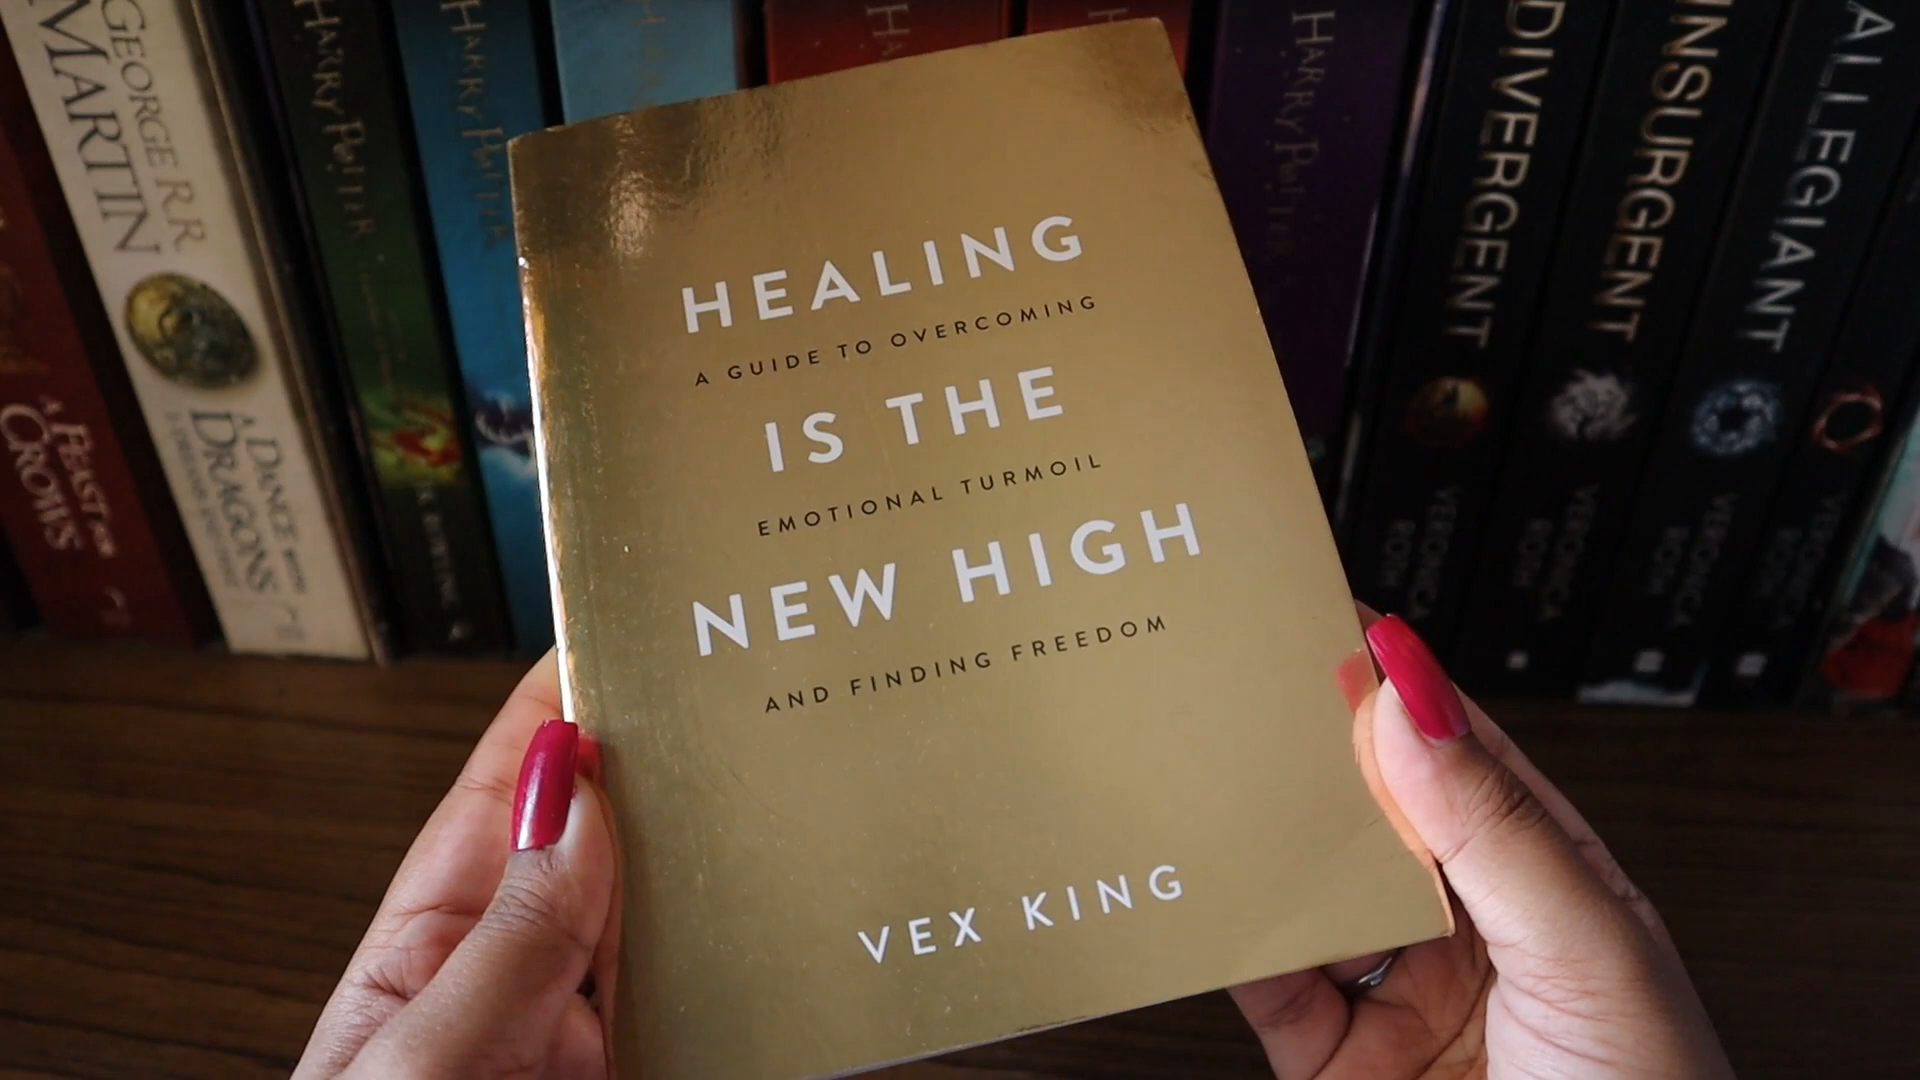 HEALING
A GUIDE TO OVERCOMING
IS THE
EMOTIONAL TURMOIL
NEW HIGH
AND FINDING FREEDOM
VEX KING
GEORGE R.R.
MARTIN
A DANCE WITH
DRAGONS
A FEAST FOR
CROWS
HARRY POTTER
HARRY POTTER
HARRY POTTER
DIVERGENT
VERONICA
ROTH
INSURGENT
VERONICA
ROTH
ALLEGIANT
VERONICA
ROTH